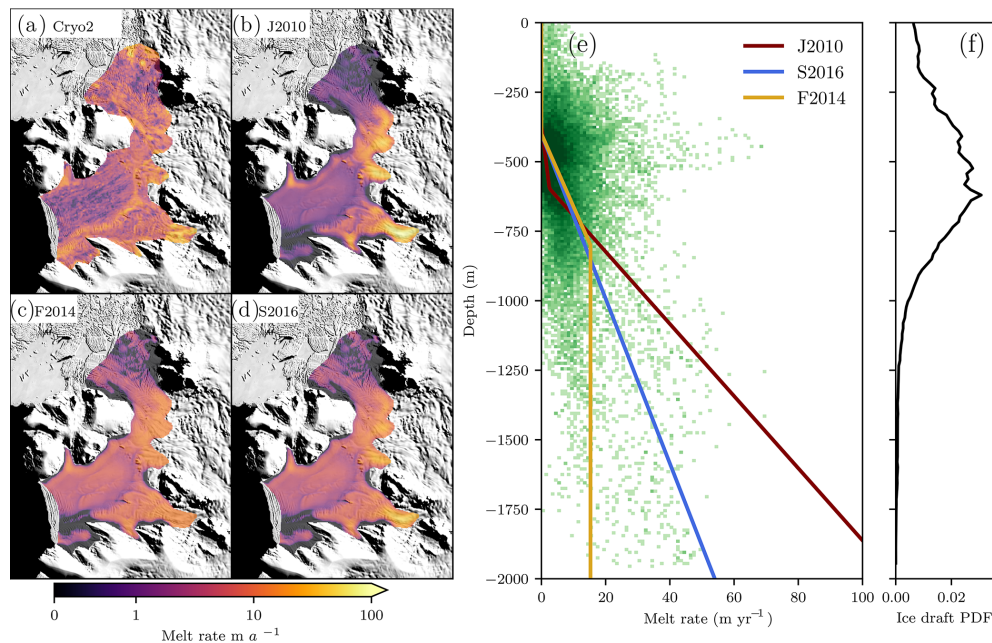 (a) Cryo2
(b) J2010
(c) F2014
(d) S2016
0
1
10
100
Melt rate m a −1
(e)
J2010
S2016
F2014
0
−250
−500
−750
−1000
−1250
−1500
−1750
−2000
Depth (m)
0
20
40
60
80
100
Melt rate (m yr−1)
(f)
0.00
0.02
Ice draft PDF